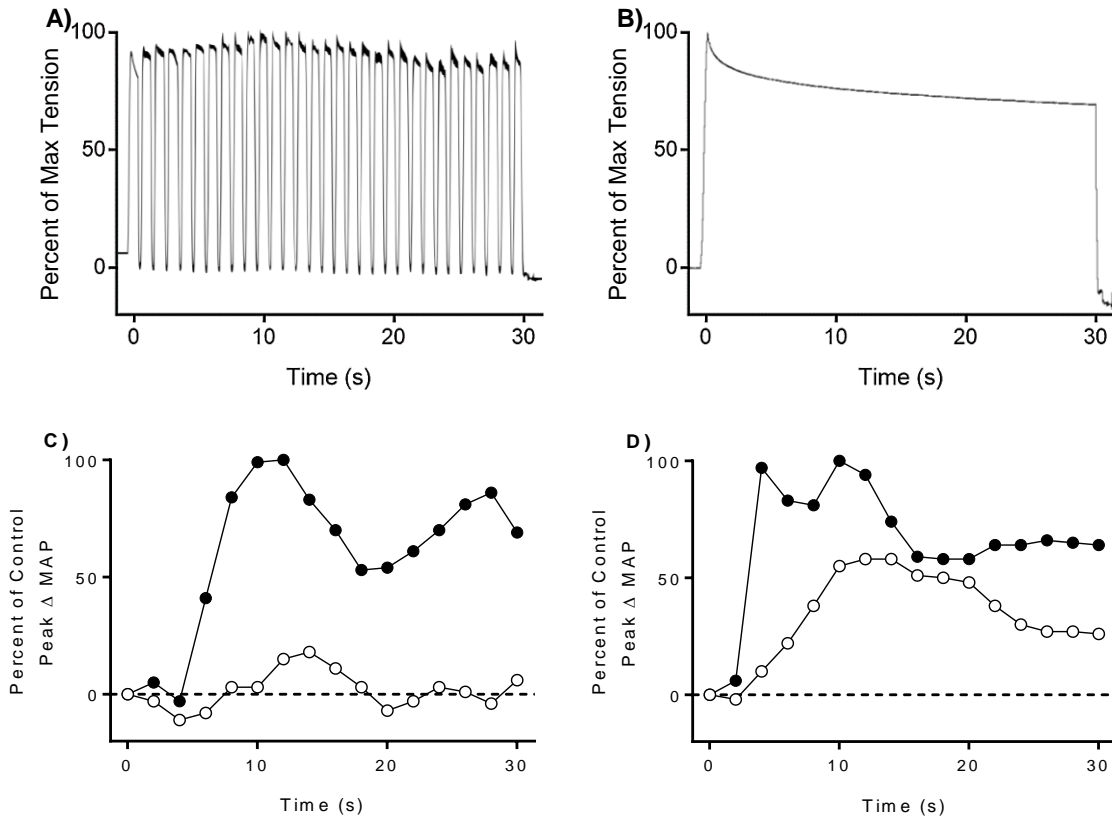 A)
100
50
0
Percent of Max Tension
0 10 20 30
Time (s)
B)
100
50
0
Percent of Max Tension
0 10 20 30
Time (s)
C)
100
50
0
Percent of Control
Peak Δ MAP
0 10 20 30
Time (s)
D)
100
50
0
Percent of Control
Peak Δ MAP
0 10 20 30
Time (s)